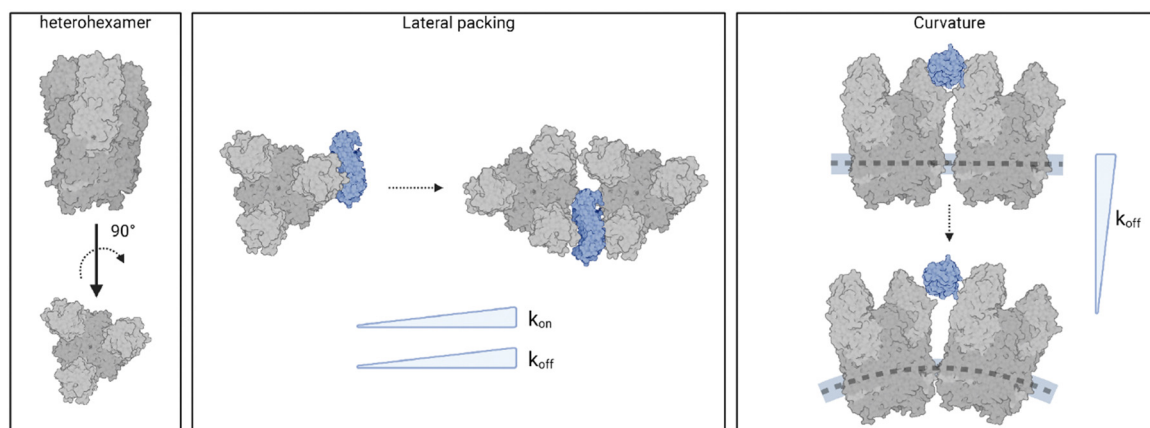 heterohexamer
90°
Lateral packing
kon
koff
Curvature
koff